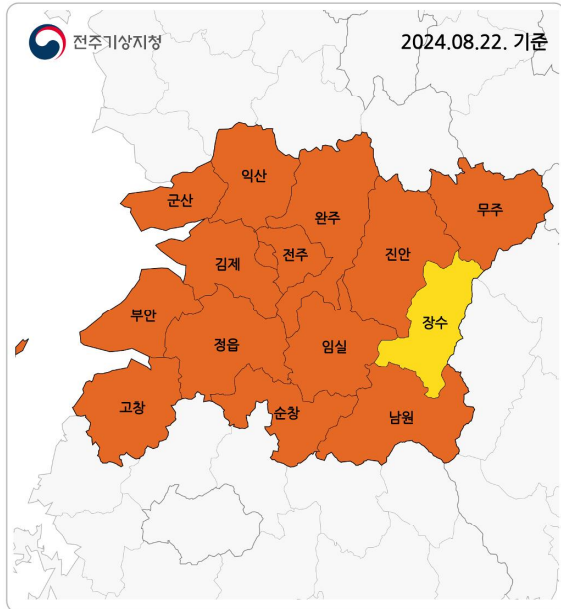 전주기상지청
2024.08.22. 기준
익산
군산
완주
무주
전주
진안
김제
부안
장수
정읍
임실
고창
순창
남원